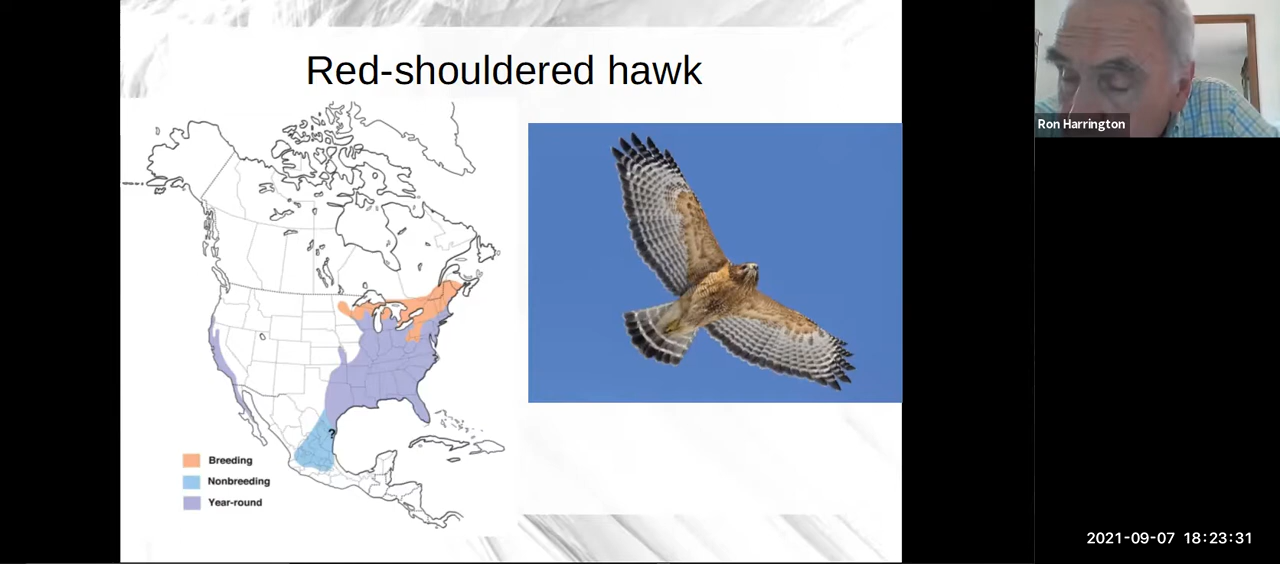 Red-shouldered hawk
Ron Harrington
?
Breeding
Nonbreeding
Year-round
2021-09-07 18:23:31